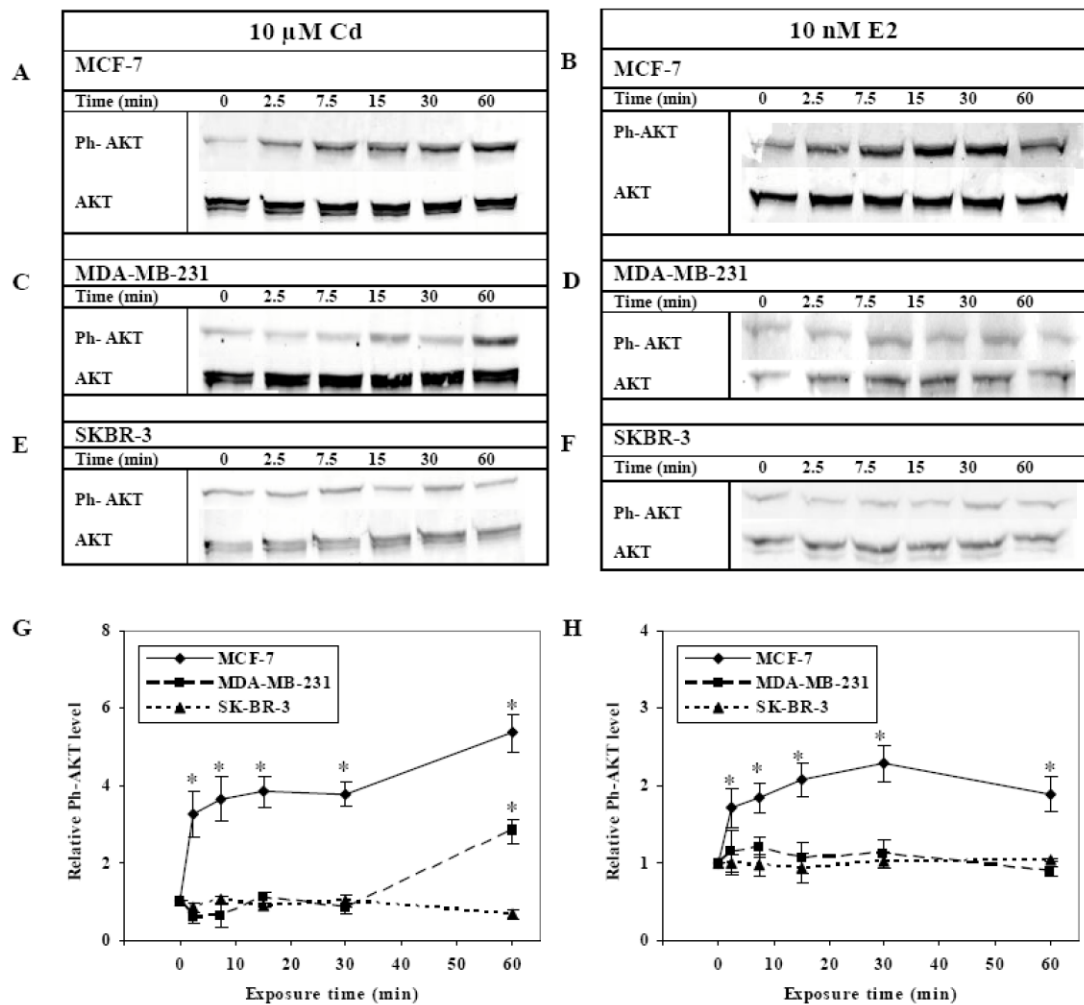 10 µM Cd
A
MCF-7
Time (min) 0 2.5 7.5 15 30 60
Ph- AKT
AKT
C
MDA-MB-231
Time (min) 0 2.5 7.5 15 30 60
Ph- AKT
AKT
E
SKBR-3
Time (min) 0 2.5 7.5 15 30 60
Ph- AKT
AKT
10 nM E2
B
MCF-7
Time (min) 0 2.5 7.5 15 30 60
Ph-AKT
AKT
D
MDA-MB-231
Time (min) 0 2.5 7.5 15 30 60
Ph- AKT
AKT
F
SKBR-3
Time (min) 0 2.5 7.5 15 30 60
Ph- AKT
AKT
G
Relative Ph-AKT level
8
6
4
2
0
MCF-7
MDA-MB-231
SK-BR-3
* * * * * *
0 10 20 30 40 50 60
Exposure time (min)
H
Relative Ph-AKT level
4
3
2
1
0
MCF-7
MDA-MB-231
SK-BR-3
* * * * *
0 10 20 30 40 50 60
Exposure time (min)